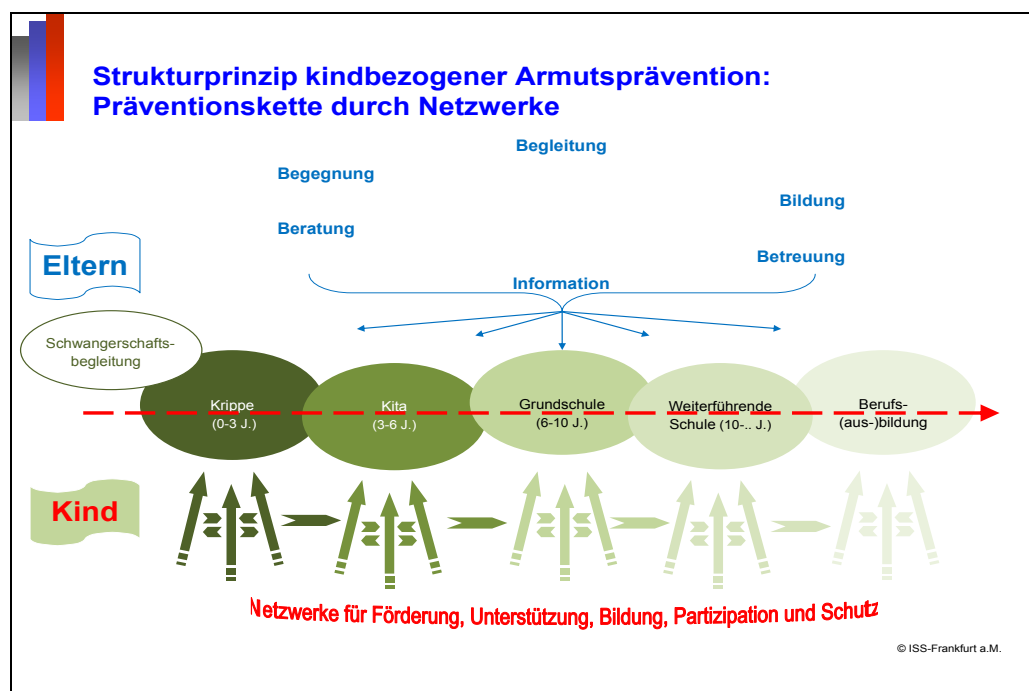 Strukturprinzip kindbezogener Armutsprävention:
Präventionskette durch Netzwerke
Begleitung
Begegnung
Bildung
Beratung
Betreuung
Eltern
Information
Schwangerschafts-
begleitung
Krippe
(0-3 J.)
Kita
(3-6 J.)
Grundschule
(6-10 J.)
Weiterführende
Schule (10-.. J.)
Berufs-
(aus-)bildung
Kind
Netzwerke für Förderung, Unterstützung, Bildung, Partizipation und Schutz
© ISS-Frankfurt a.M.